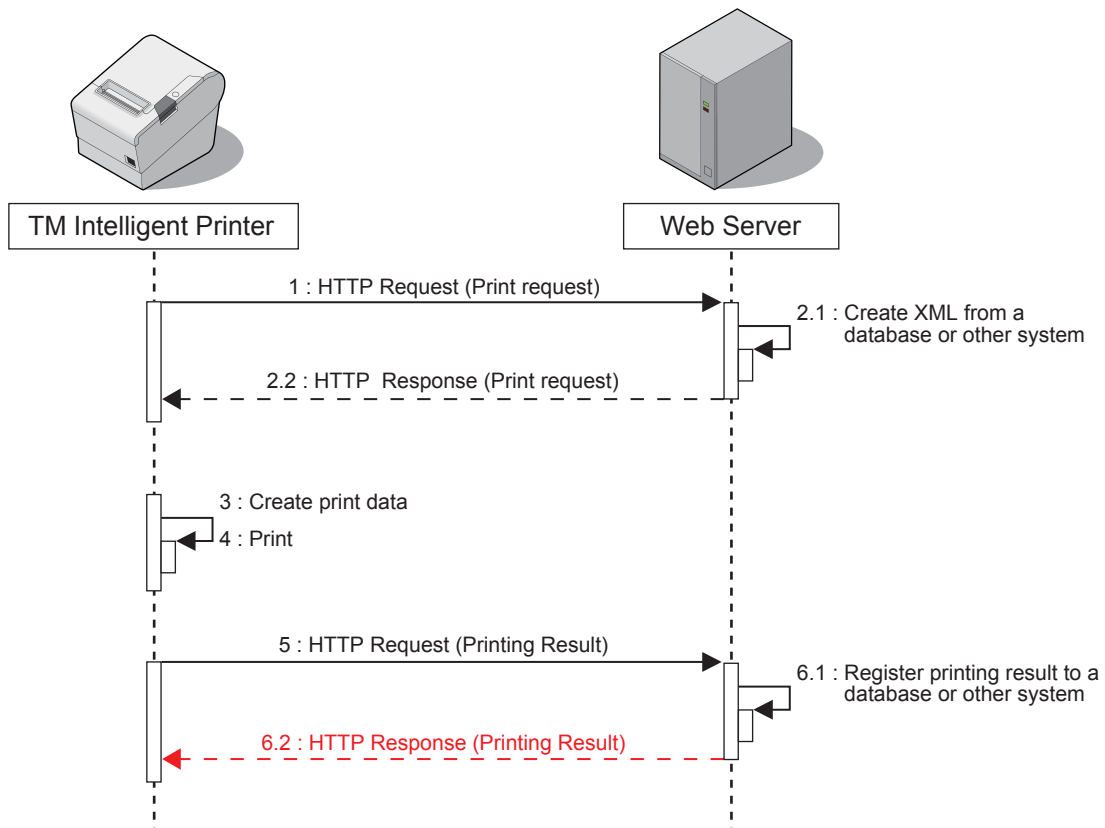 TM Intelligent Printer
Web Server
1 : HTTP Request (Print request)
2.1 : Create XML from a
database or other system
2.2 : HTTP  Response (Print request)
3 : Create print data
4 : Print
5 : HTTP Request (Printing Result)
6.1 : Register printing result to a
database or other system
6.2 : HTTP Response (Printing Result)